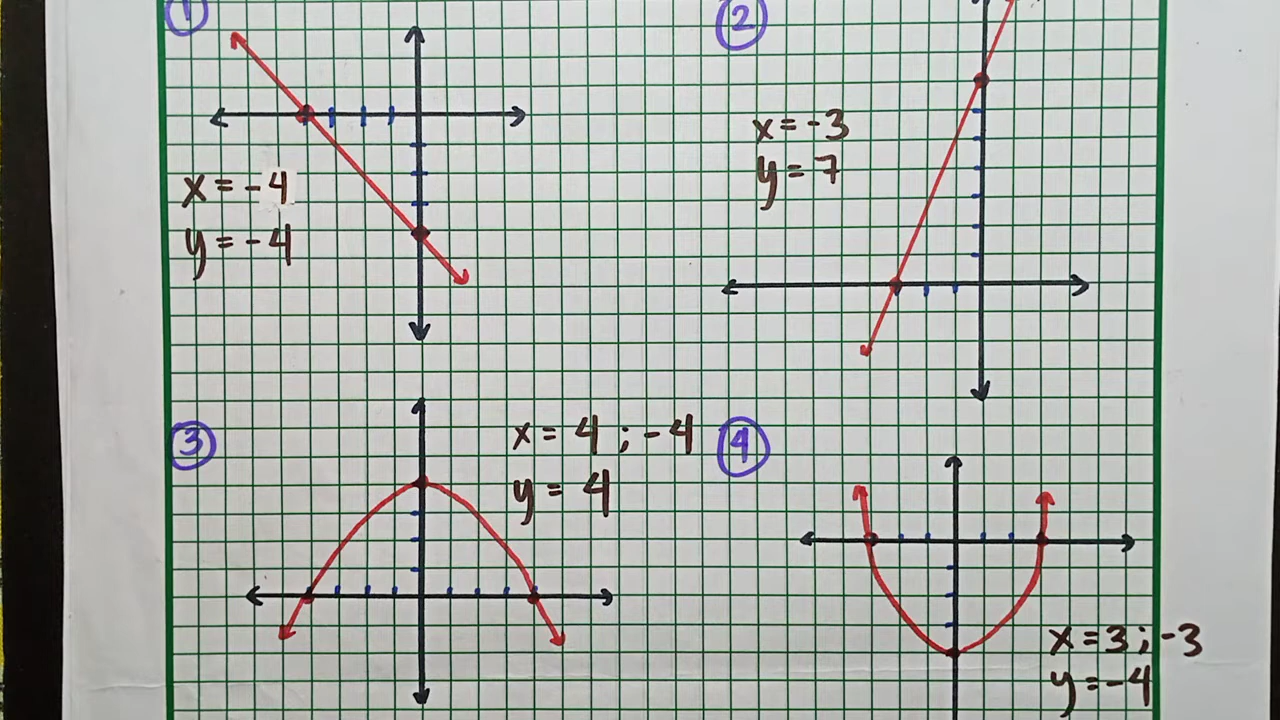 1
x = -4
y = -4
2
x = -3
y = 7
3
x = 4 ; -4
y = 4
4
x = 3 ; -3
y = -4